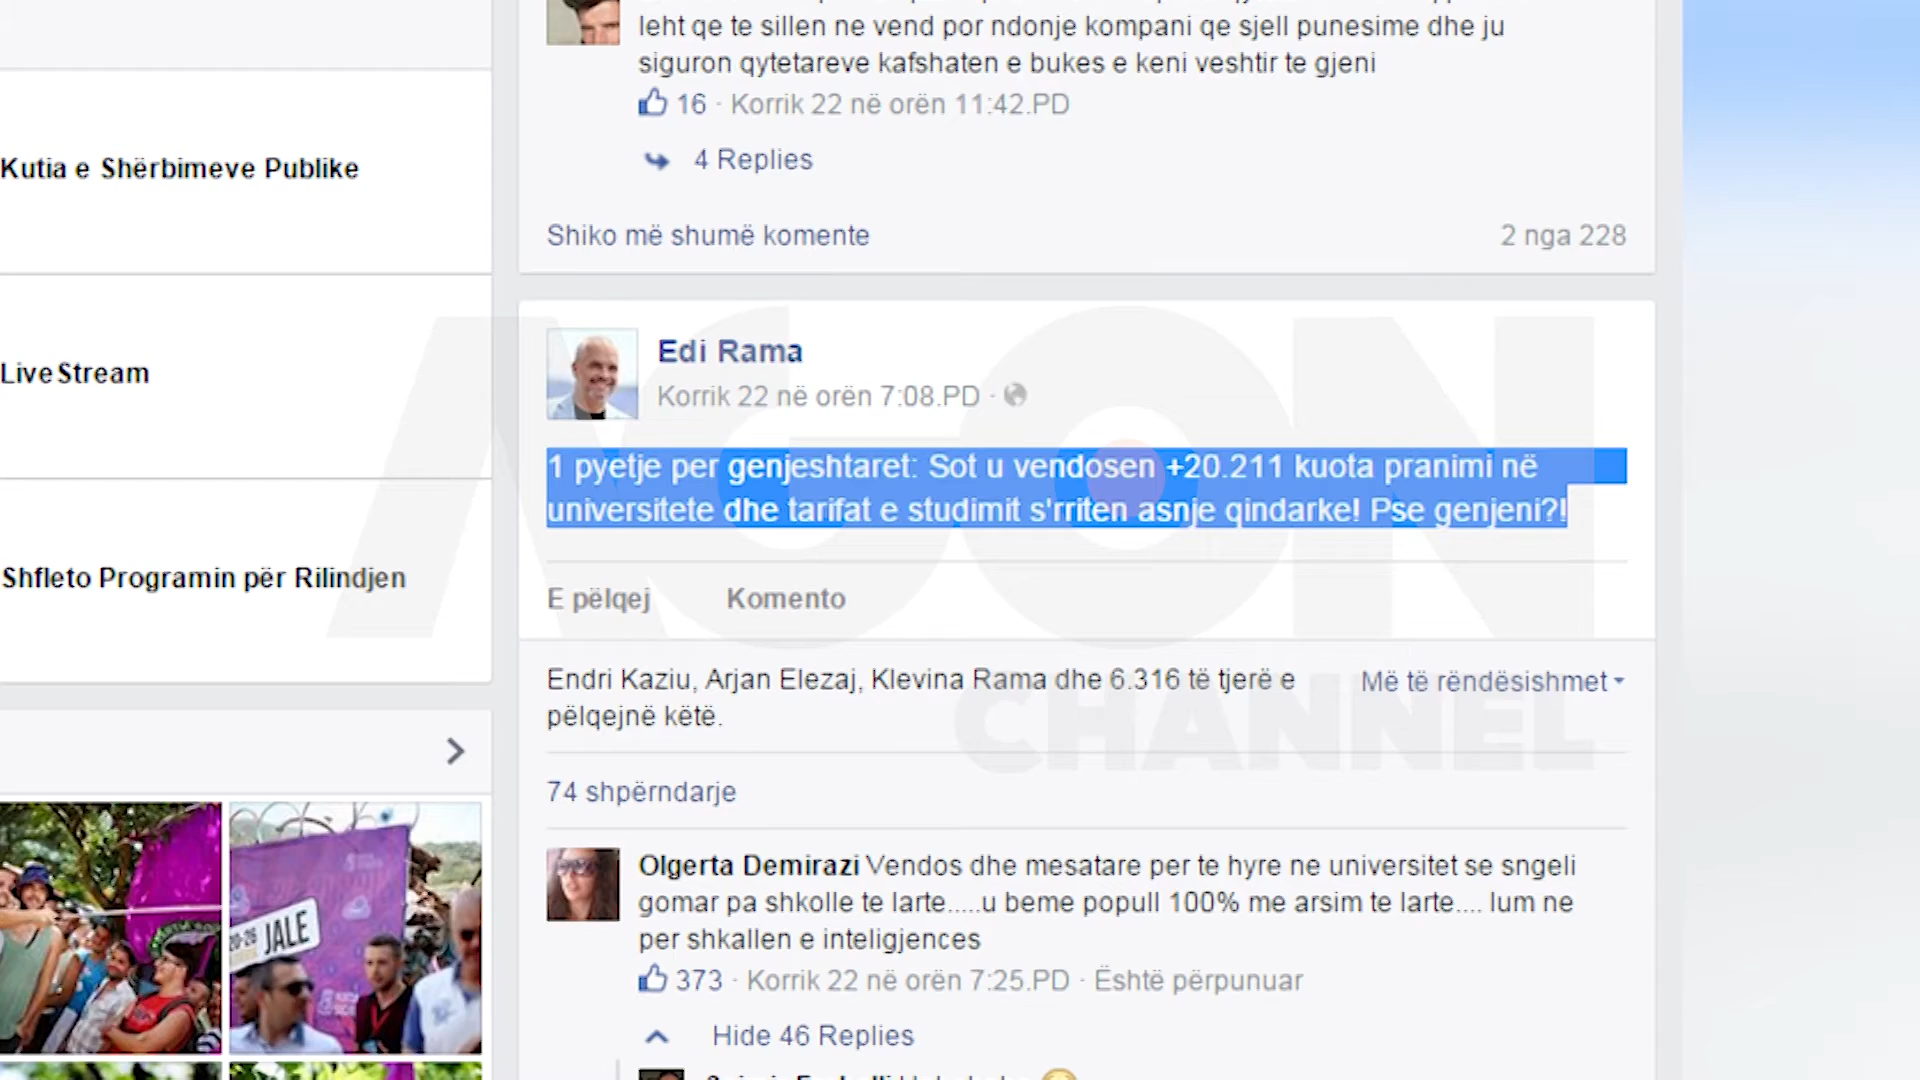 leht qe te sillen ne vend por ndonje kompani qe sjell punesime dhe ju
siguron qytetareve kafshaten e bukes e keni veshtir te gjeni
16 · Korrik 22 në orën 11:42.PD
4 Replies
Shiko më shumë komente
2 nga 228
Kutia e Shërbimeve Publike
LiveStream
Shfleto Programin për Rilindjen
Edi Rama
Korrik 22 në orën 7:08.PD ·
1 pyetje per genjeshtaret: Sot u vendosen +20.211 kuota pranimi në
universitete dhe tarifat e studimit s'rriten asnje qindarke! Pse genjeni?!
E pëlqej Komento
Endri Kaziu, Arjan Elezaj, Klevina Rama dhe 6.316 të tjerë e
pëlqejnë këtë.
Më të rëndësishmet
74 shpërndarje
Olgerta Demirazi Vendos dhe mesatare per te hyre ne universitet se sngeli
gomar pa shkolle te larte.....u beme popull 100% me arsim te larte.... lum ne
per shkallen e inteligjences
373 · Korrik 22 në orën 7:25.PD · Është përpunuar
Hide 46 Replies
AGON
CHANNEL
20-26 JALE